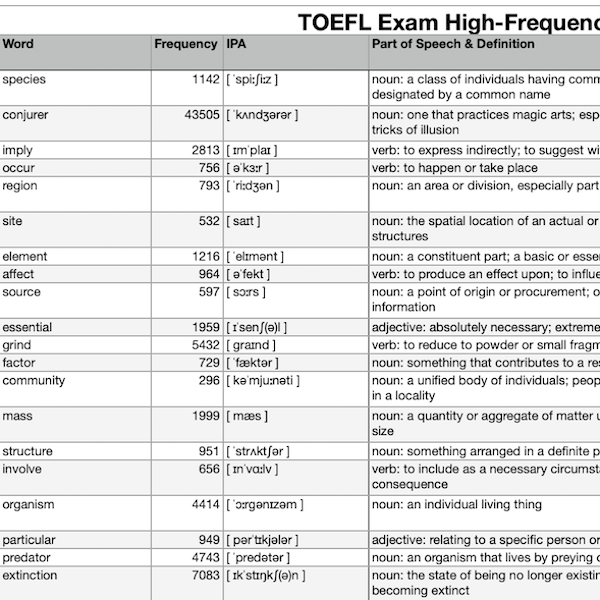 TOEFL Exam High-Frequenc
Word Frequency IPA Part of Speech & Definition
species 1142 [ ˈspiːʃiːz ] noun: a class of individuals having comm
designated by a common name
conjurer 43505 [ ˈkʌndʒərər ] noun: one that practices magic arts; esp
tricks of illusion
imply 2813 [ ɪmˈplaɪ ] verb: to express indirectly; to suggest wi
occur 756 [ əˈkɜːr ] verb: to happen or take place
region 793 [ ˈriːdʒən ] noun: an area or division, especially part
site 532 [ saɪt ] noun: the spatial location of an actual or
structures
element 1216 [ ˈelɪmənt ] noun: a constituent part; a basic or esse
affect 964 [ əˈfekt ] verb: to produce an effect upon; to influe
source 597 [ sɔːrs ] noun: a point of origin or procurement; o
information
essential 1959 [ ɪˈsenʃ(ə)l ] adjective: absolutely necessary; extreme
grind 5432 [ ɡraɪnd ] verb: to reduce to powder or small fragm
factor 729 [ ˈfæktər ] noun: something that contributes to a res
community 296 [ kəˈmjuːnəti ] noun: a unified body of individuals; peop
in a locality
mass 1999 [ mæs ] noun: a quantity or aggregate of matter u
size
structure 951 [ ˈstrʌktʃər ] noun: something arranged in a definite p
involve 656 [ ɪnˈvɑːlv ] verb: to include as a necessary circumsta
consequence
organism 4414 [ ˈɔːrɡənɪzəm ] noun: an individual living thing
particular 949 [ pərˈtɪkjələr ] adjective: relating to a specific person or
predator 4743 [ ˈpredətər ] noun: an organism that lives by preying o
extinction 7083 [ ɪkˈstɪŋkʃ(ə)n ] noun: the state of being no longer existin
becoming extinct